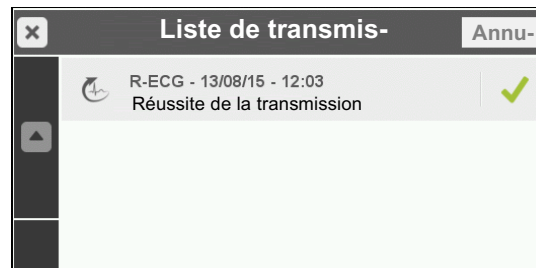 Liste de transmis-
Annu-
R-ECG - 13/08/15 - 12:03
Réussite de la transmission